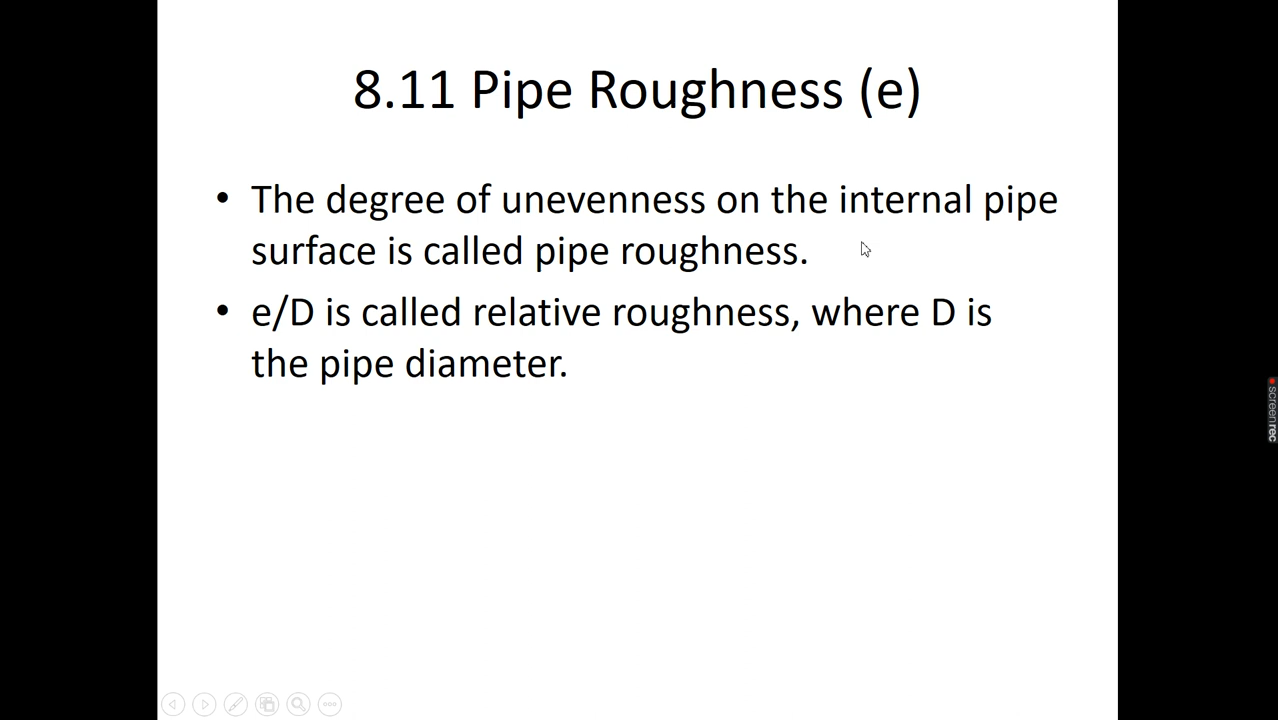 8.11 Pipe Roughness (e)
• The degree of unevenness on the internal pipe
surface is called pipe roughness.
• e/D is called relative roughness, where D is
the pipe diameter.
screenrec